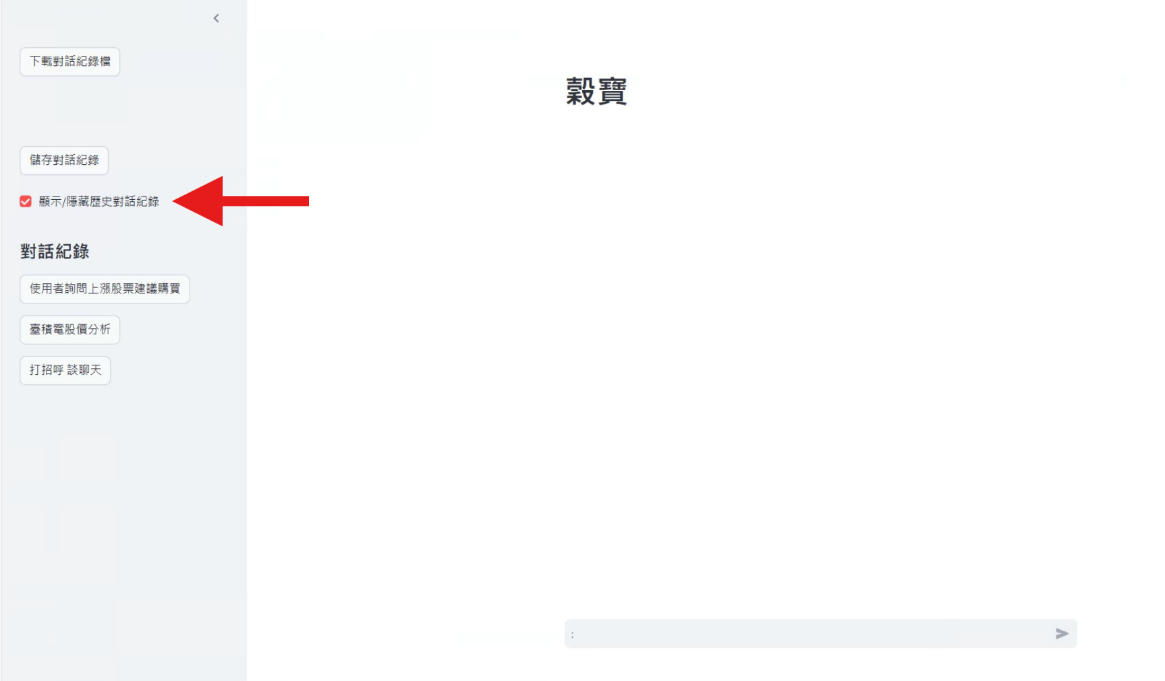 下載對話紀錄檔
穀寶
儲存對話紀錄
顯示/隱藏歷史對話紀錄
對話紀錄
使用者詢問上漲股票建議購買
臺積電股價分析
打招呼 談聊天
: